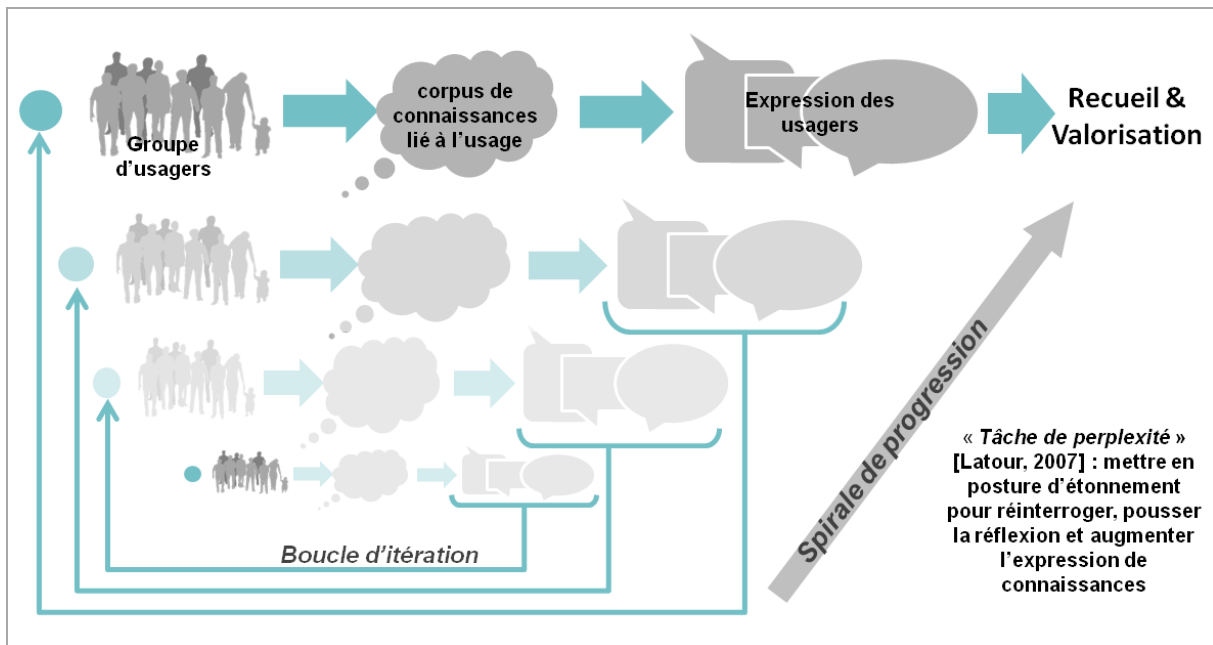 Groupe
d'usagers
corpus de
connaissances
lié à l'usage
Expression des
usagers
Recueil &
Valorisation
Boucle d'itération
Spirale de progression
« Tâche de perplexité »
[Latour, 2007] : mettre en
posture d'étonnement
pour réinterroger, pousser
la réflexion et augmenter
l'expression de
connaissances